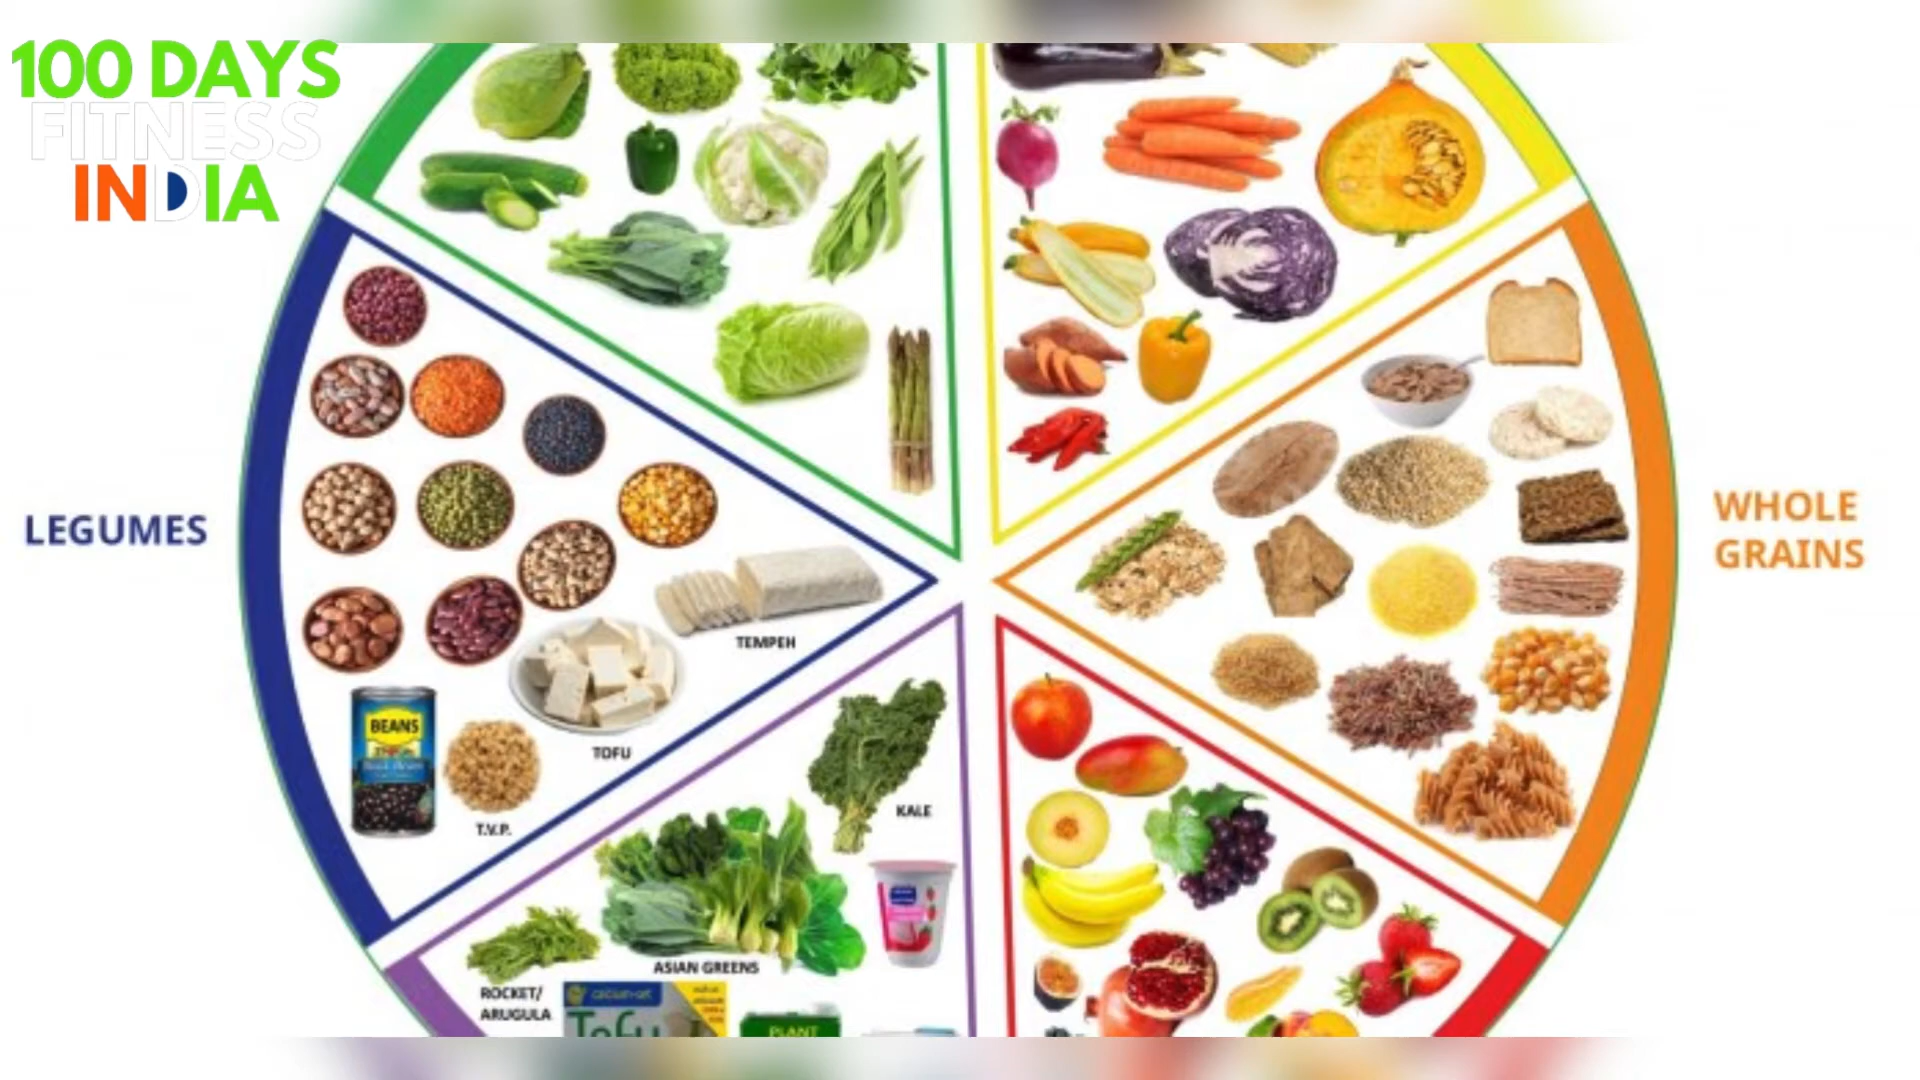 100 DAYS
FITNESS
INDIA
LEGUMES
WHOLE
GRAINS
TEMPEH
BEANS
TOFU
T.V.P.
KALE
ASIAN GREENS
ROCKET/
ARUGULA
Tofu
PLANT